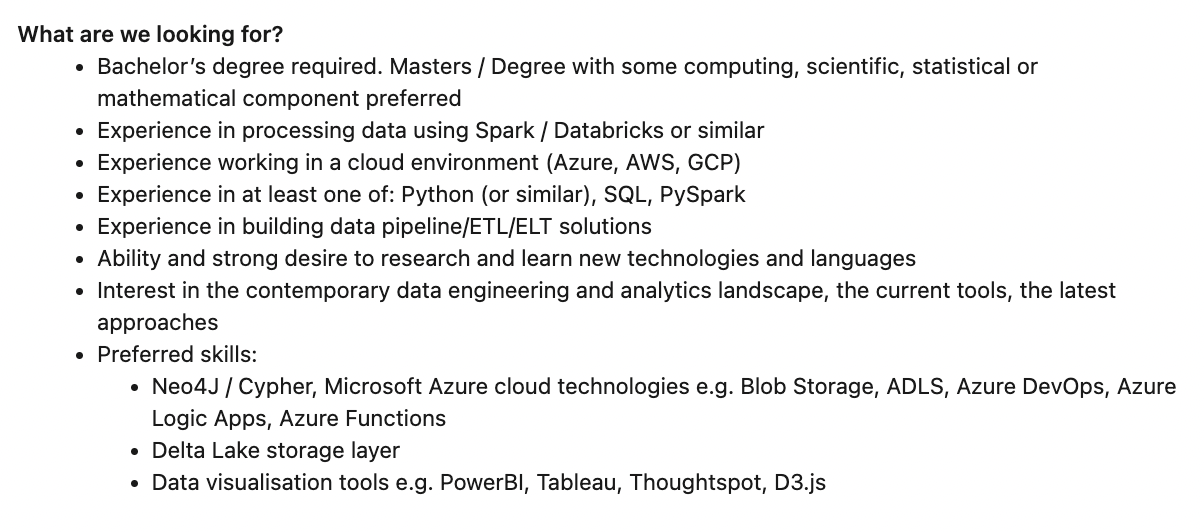 What are we looking for?
• Bachelor’s degree required. Masters / Degree with some computing, scientific, statistical or
mathematical component preferred
• Experience in processing data using Spark / Databricks or similar
• Experience working in a cloud environment (Azure, AWS, GCP)
• Experience in at least one of: Python (or similar), SQL, PySpark
• Experience in building data pipeline/ETL/ELT solutions
• Ability and strong desire to research and learn new technologies and languages
• Interest in the contemporary data engineering and analytics landscape, the current tools, the latest
approaches
• Preferred skills:
• Neo4J / Cypher, Microsoft Azure cloud technologies e.g. Blob Storage, ADLS, Azure DevOps, Azure
Logic Apps, Azure Functions
• Delta Lake storage layer
• Data visualisation tools e.g. PowerBI, Tableau, Thoughtspot, D3.js